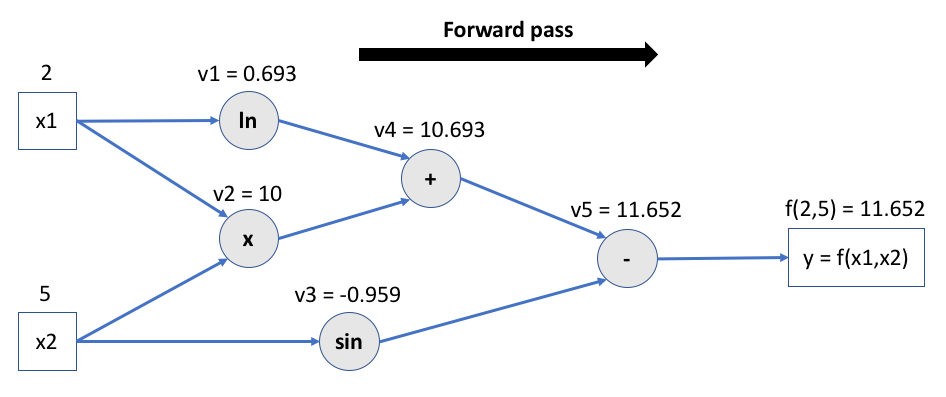 Forward pass
2
x1
v1 = 0.693
ln
v4 = 10.693
+
v2 = 10
x
v5 = 11.652
-
f(2,5) = 11.652
y = f(x1,x2)
5
x2
v3 = -0.959
sin